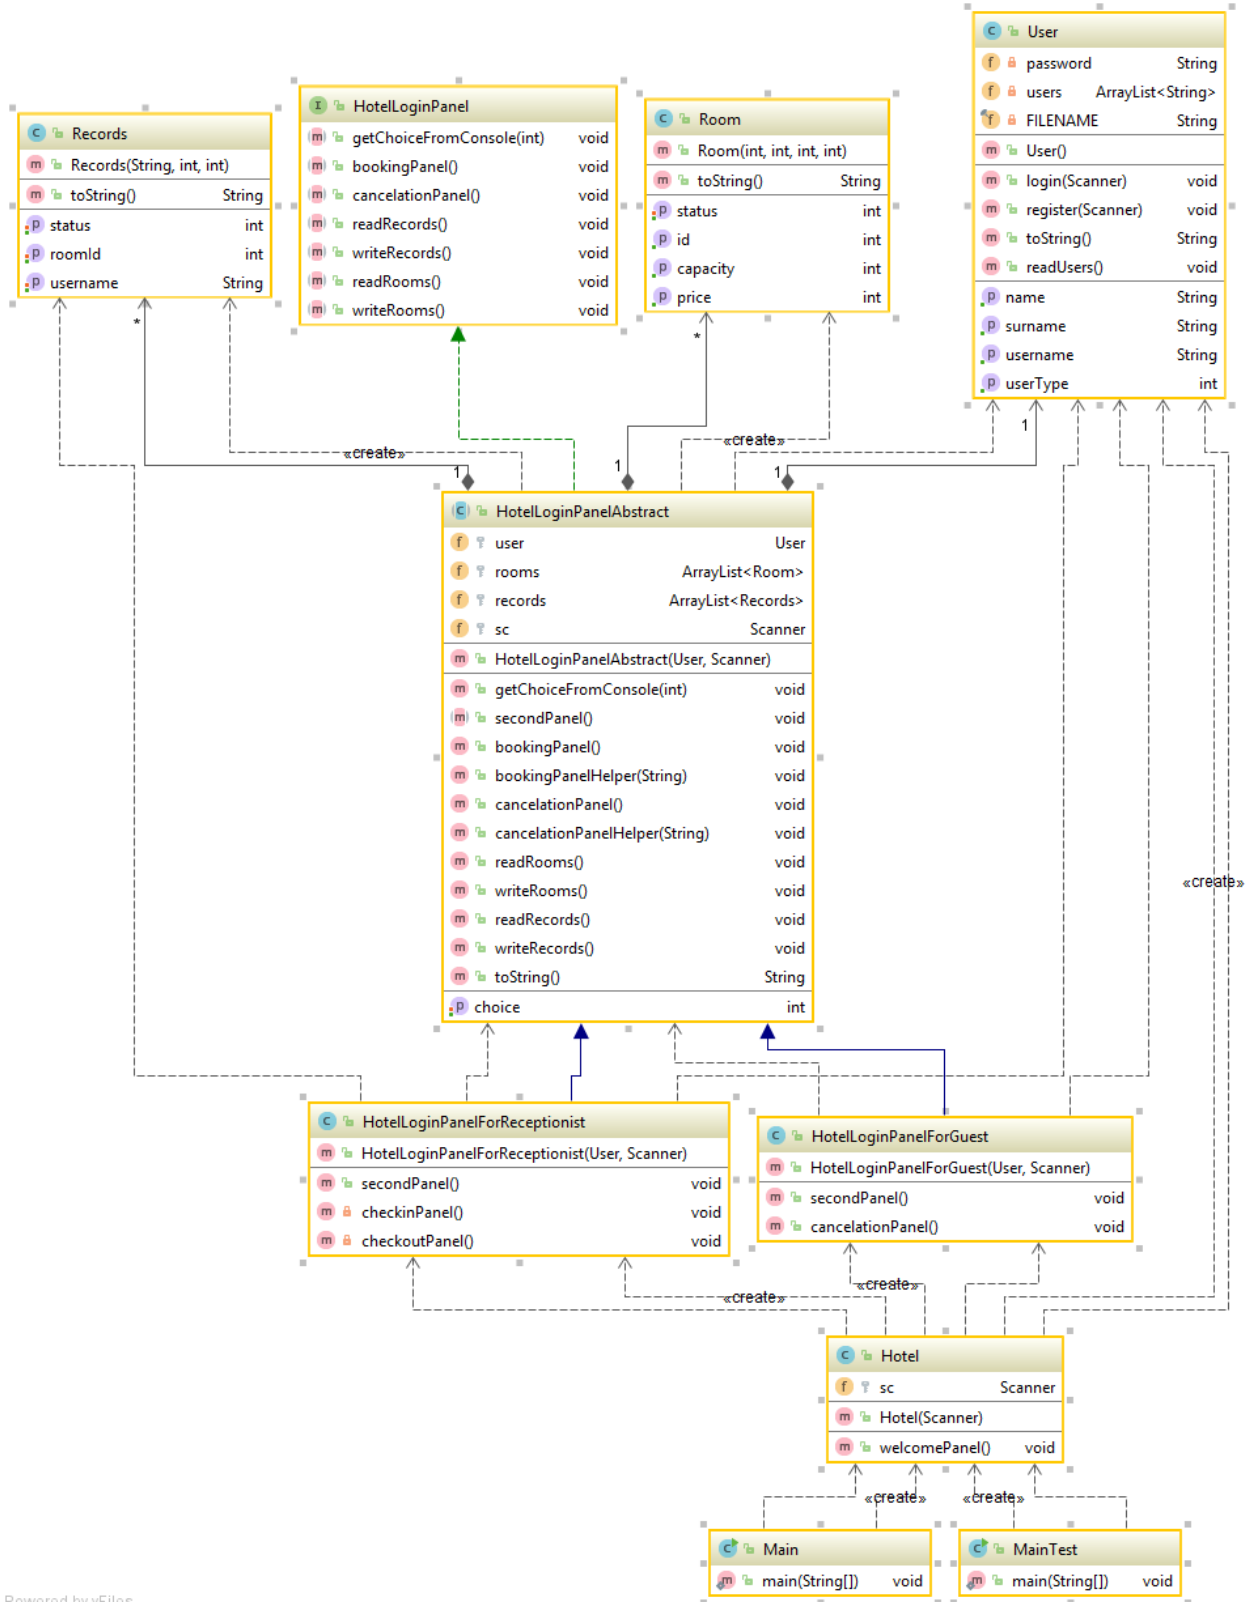 User
password String
users ArrayList<String>
FILENAME String
User()
login(Scanner) void
register(Scanner) void
toString() String
readUsers() void
name String
surname String
username String
userType int
HotelLoginPanel
getChoiceFromConsole(int) void
bookingPanel() void
cancelationPanel() void
readRecords() void
writeRecords() void
readRooms() void
writeRooms() void
Room
Room(int, int, int, int)
toString() String
status int
id int
capacity int
price int
Records
Records(String, int, int)
toString() String
status int
roomId int
username String
*
*
1
«create»
«create»
1
1
1
HotelLoginPanelAbstract
user User
rooms ArrayList<Room>
records ArrayList<Records>
sc Scanner
HotelLoginPanelAbstract(User, Scanner)
getChoiceFromConsole(int) void
secondPanel() void
bookingPanel() void
bookingPanelHelper(String) void
cancelationPanel() void
cancelationPanelHelper(String) void
readRooms() void
writeRooms() void
readRecords() void
writeRecords() void
toString() String
choice int
«create»
HotelLoginPanelForReceptionist
HotelLoginPanelForReceptionist(User, Scanner)
secondPanel() void
checkinPanel() void
checkoutPanel() void
HotelLoginPanelForGuest
HotelLoginPanelForGuest(User, Scanner)
secondPanel() void
cancelationPanel() void
«create»
«create»
Hotel
sc Scanner
Hotel(Scanner)
welcomePanel() void
«create»
«create»
Main
main(String[]) void
MainTest
main(String[]) void
Powered by yFiles